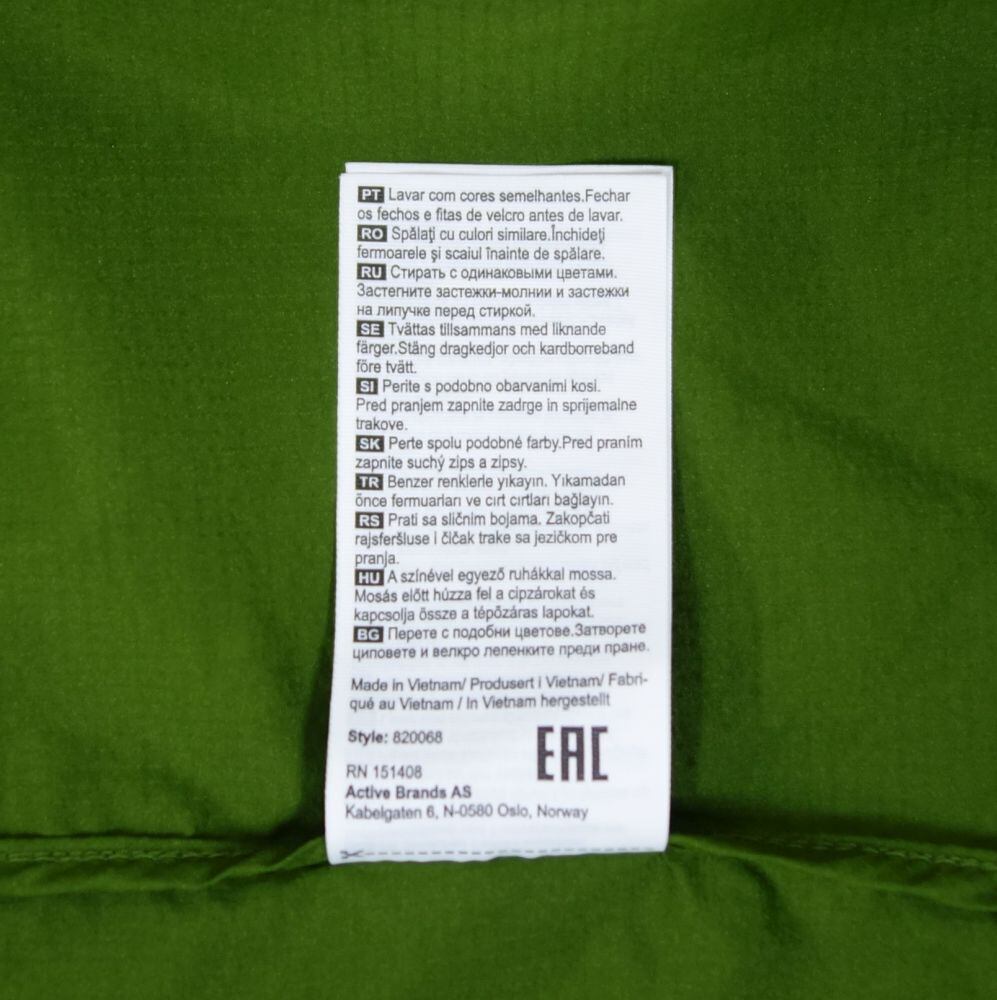 PT Lavar com cores semelhantes.Fechar
os fechos e fitas de velcro antes de lavar.
RO Spălaţi cu culori similare.Închideţi
fermoarele şi scaiul înainte de spălare.
RU Стирать с одинаковыми цветами.
Застегните застежки-молнии и застежки
на липучке перед стиркой.
SE Tvättas tillsammans med liknande
färger.Stäng dragkedjor och kardborreband
före tvätt.
SI Perite s podobno obarvanimi kosi.
Pred pranjem zapnite zadrge in sprijemalne
trakove.
SK Perte spolu podobné farby.Pred praním
zapnite suchý zips a zipsy.
TR Benzer renklerle yıkayın. Yıkamadan
önce fermuarları ve cırt cırtları bağlayın.
RS Prati sa sličnim bojama. Zakopčati
rajsferšluse i čičak trake sa jezičkom pre
pranja.
HU A színével egyező ruhákkal mossa.
Mosás előtt húzza fel a cipzárokat és
kapcsolja össze a tépőzáras lapokat.
BG Перете с подобни цветове.Затворете
циповете и велкро лепенките преди пране.
Made in Vietnam/ Produsert i Vietnam/ Fabri-
qué au Vietnam / In Vietnam hergestellt
Style: 820068
EAC
RN 151408
Active Brands AS
Kabelgaten 6, N-0580 Oslo, Norway